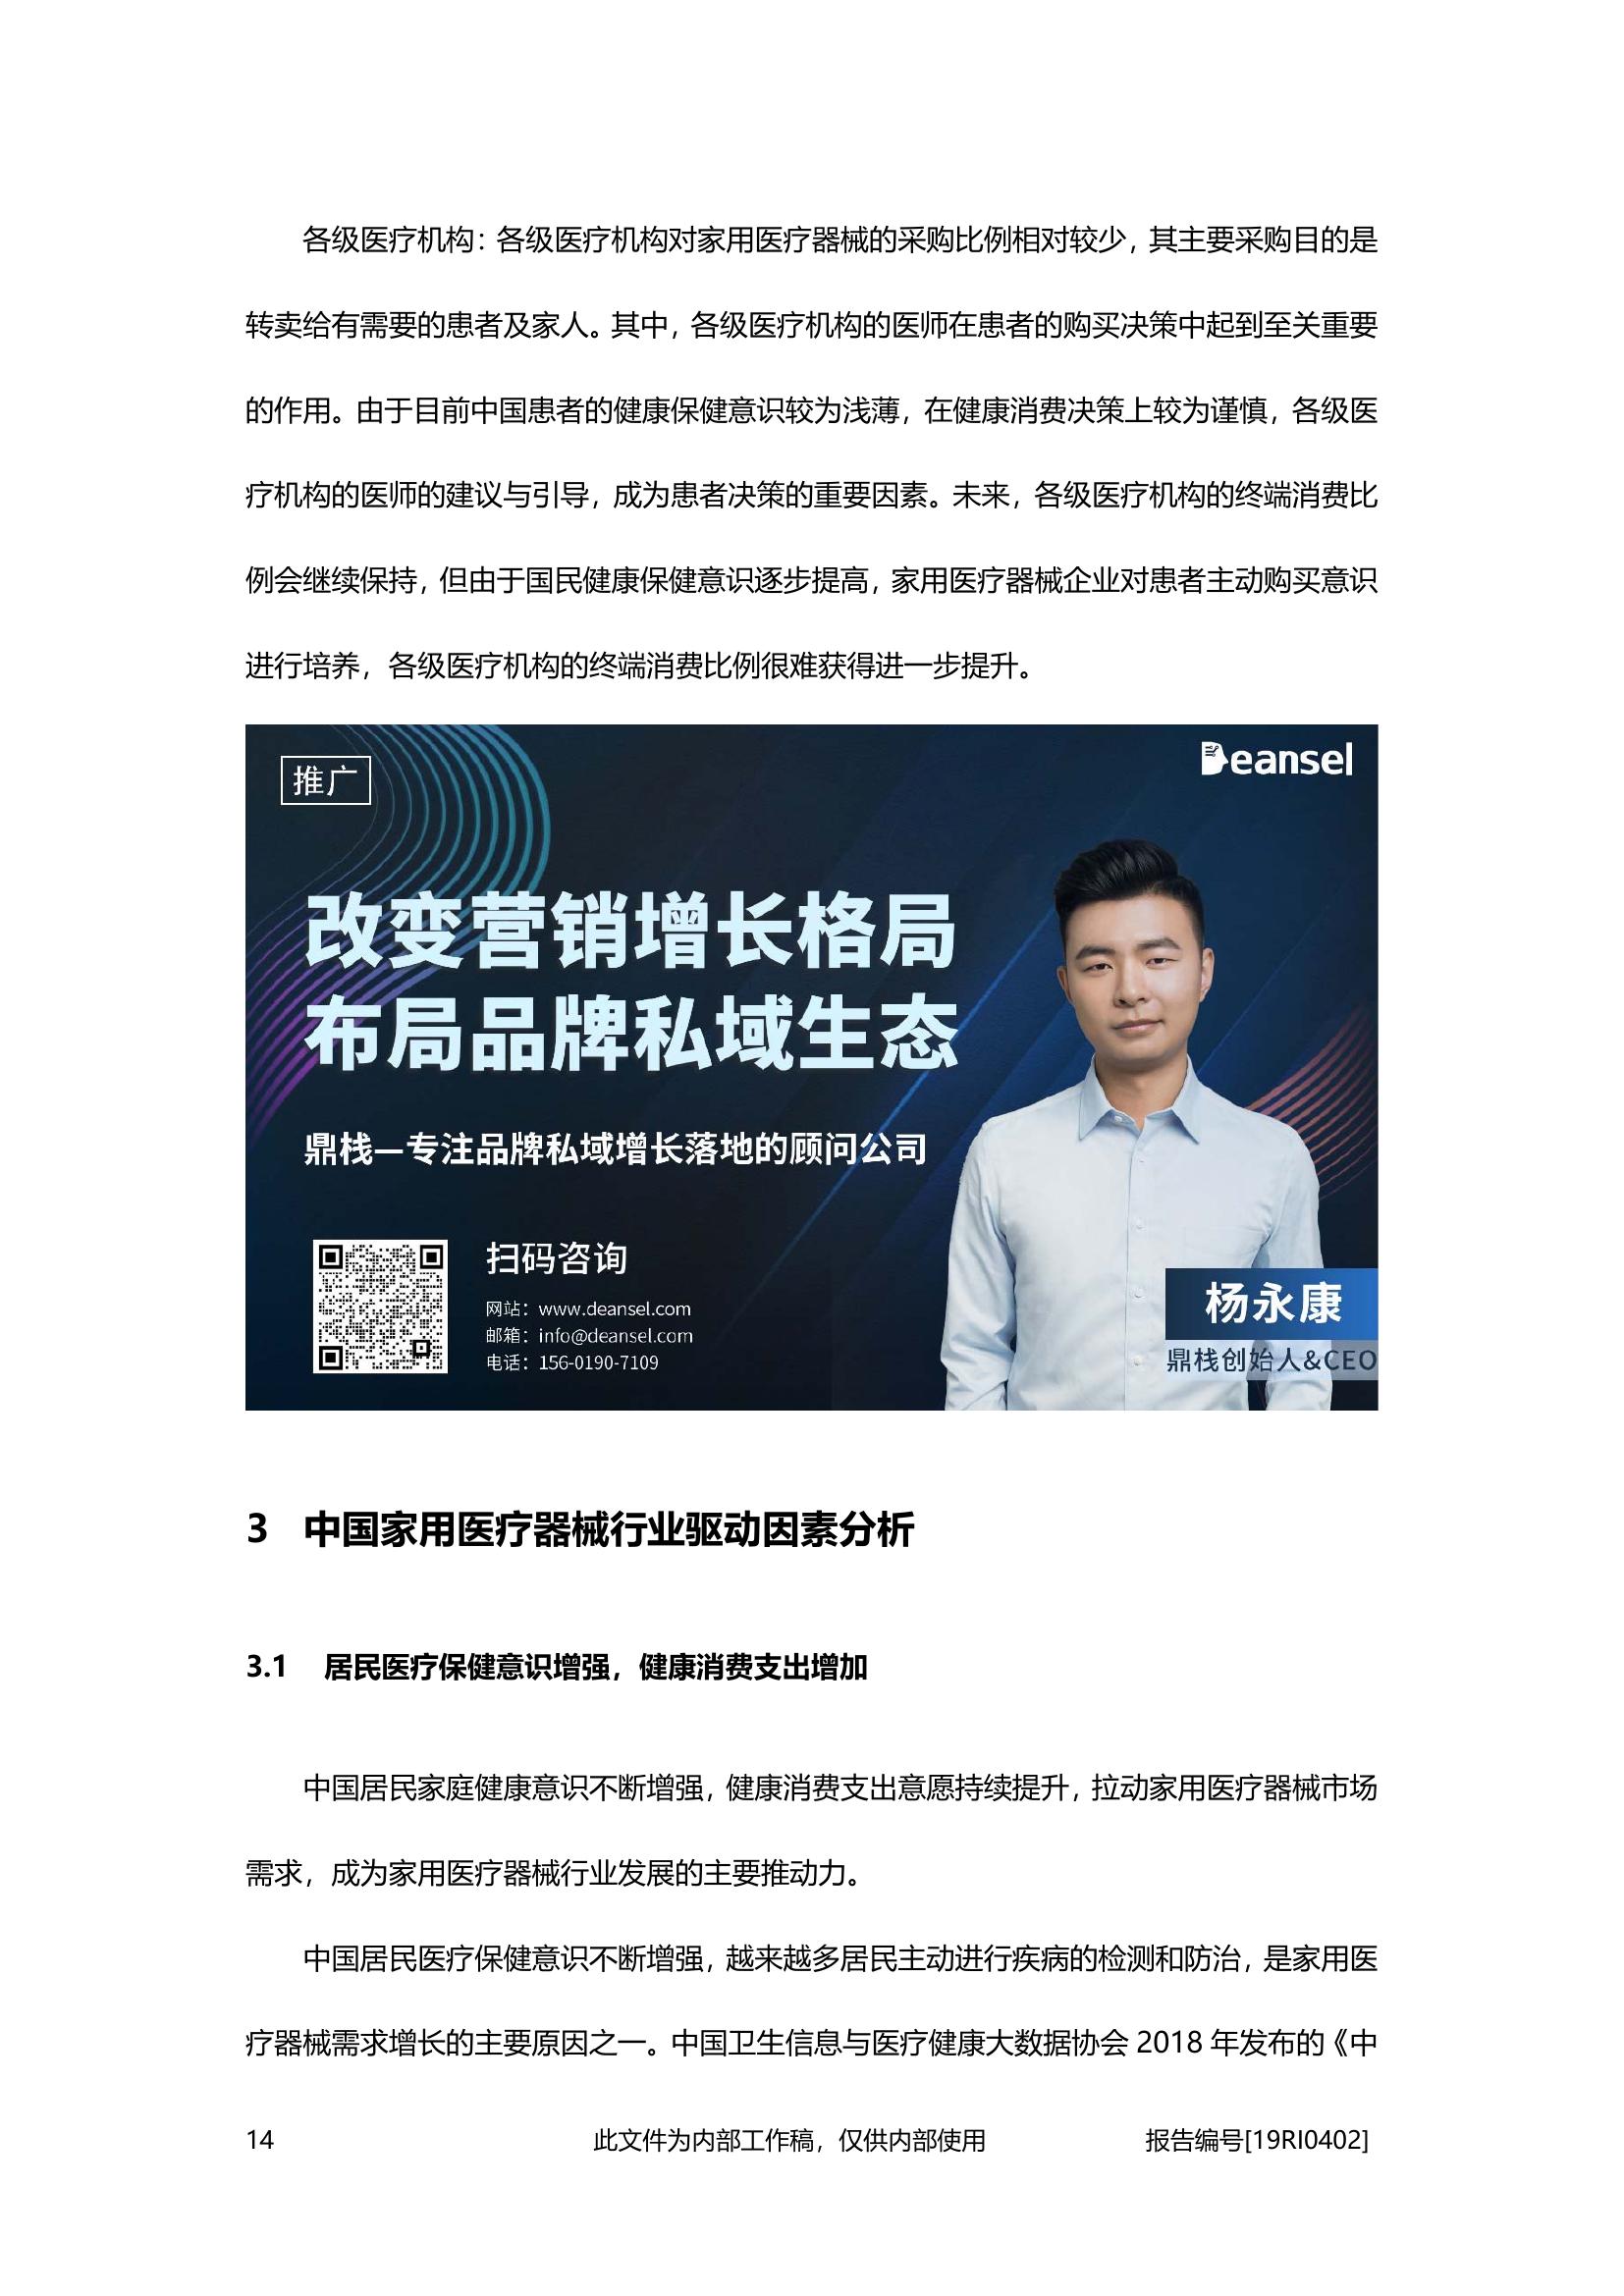 各级医疗机构：各级医疗机构对家用医疗器械的采购比例相对较少，其主要采购目的是
转卖给有需要的患者及家人。其中，各级医疗机构的医师在患者的购买决策中起到至关重要
的作用。由于目前中国患者的健康保健意识较为浅薄，在健康消费决策上较为谨慎，各级医
疗机构的医师的建议与引导，成为患者决策的重要因素。未来，各级医疗机构的终端消费比
例会继续保持，但由于国民健康保健意识逐步提高，家用医疗器械企业对患者主动购买意识
进行培养，各级医疗机构的终端消费比例很难获得进一步提升。
推广
Deansel
改变营销增长格局
布局品牌私域生态
鼎栈—专注品牌私域增长落地的顾问公司
扫码咨询
网站：www.deansel.com
邮箱：info@deansel.com
电话：156-0190-7109
杨永康
鼎栈创始人&CEO
3 中国家用医疗器械行业驱动因素分析
3.1 居民医疗保健意识增强，健康消费支出增加
中国居民家庭健康意识不断增强，健康消费支出意愿持续提升，拉动家用医疗器械市场
需求，成为家用医疗器械行业发展的主要推动力。
中国居民医疗保健意识不断增强，越来越多居民主动进行疾病的检测和防治，是家用医
疗器械需求增长的主要原因之一。中国卫生信息与医疗健康大数据协会 2018 年发布的《中
14 此文件为内部工作稿，仅供内部使用 报告编号[19RI0402]